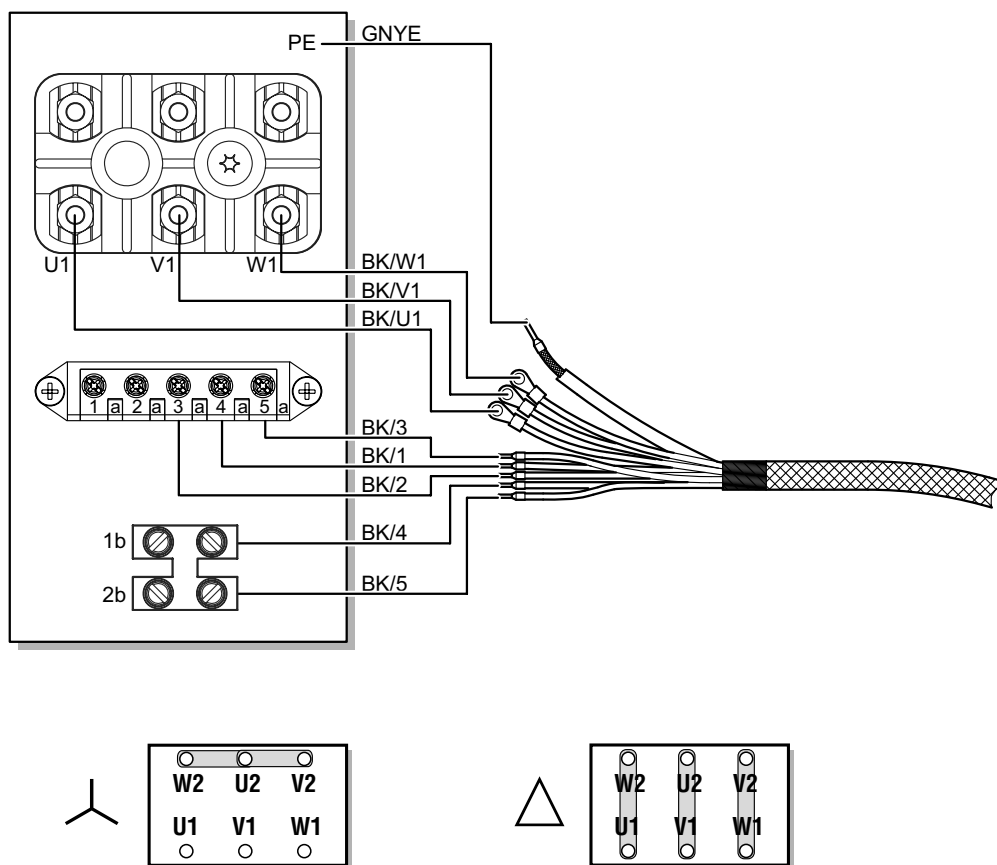 PE GNYE
U1 V1 W1
BK/W1
BK/V1
BK/U1
1 a 2 a 3 a 4 a 5 a
BK/3
BK/1
BK/2
1b BK/4
2b BK/5
W2 U2 V2
U1 V1 W1
W2 U2 V2
U1 V1 W1